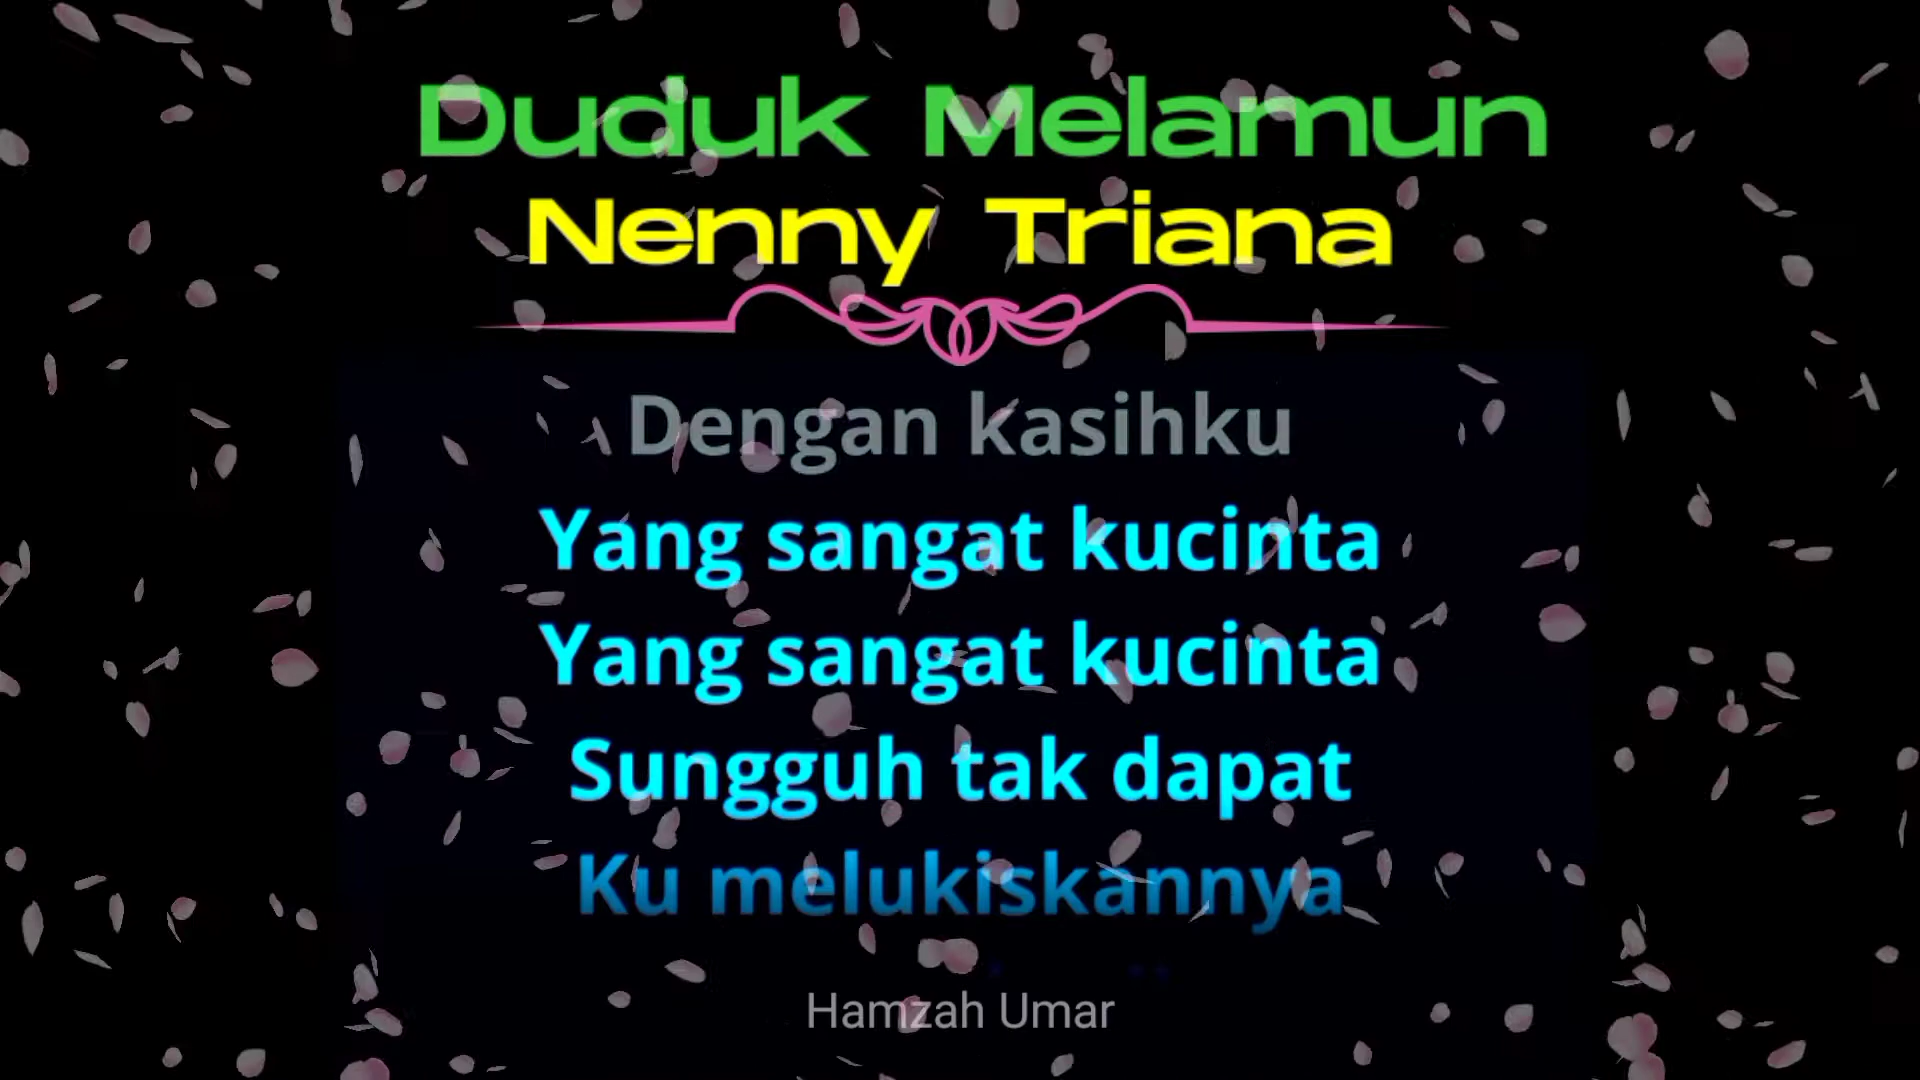 Duduk Melamun
Nenny Triana
Dengan kasihku
Yang sangat kucinta
Yang sangat kucinta
Sungguh tak dapat
Ku melukiskannya
Hamzah Umar